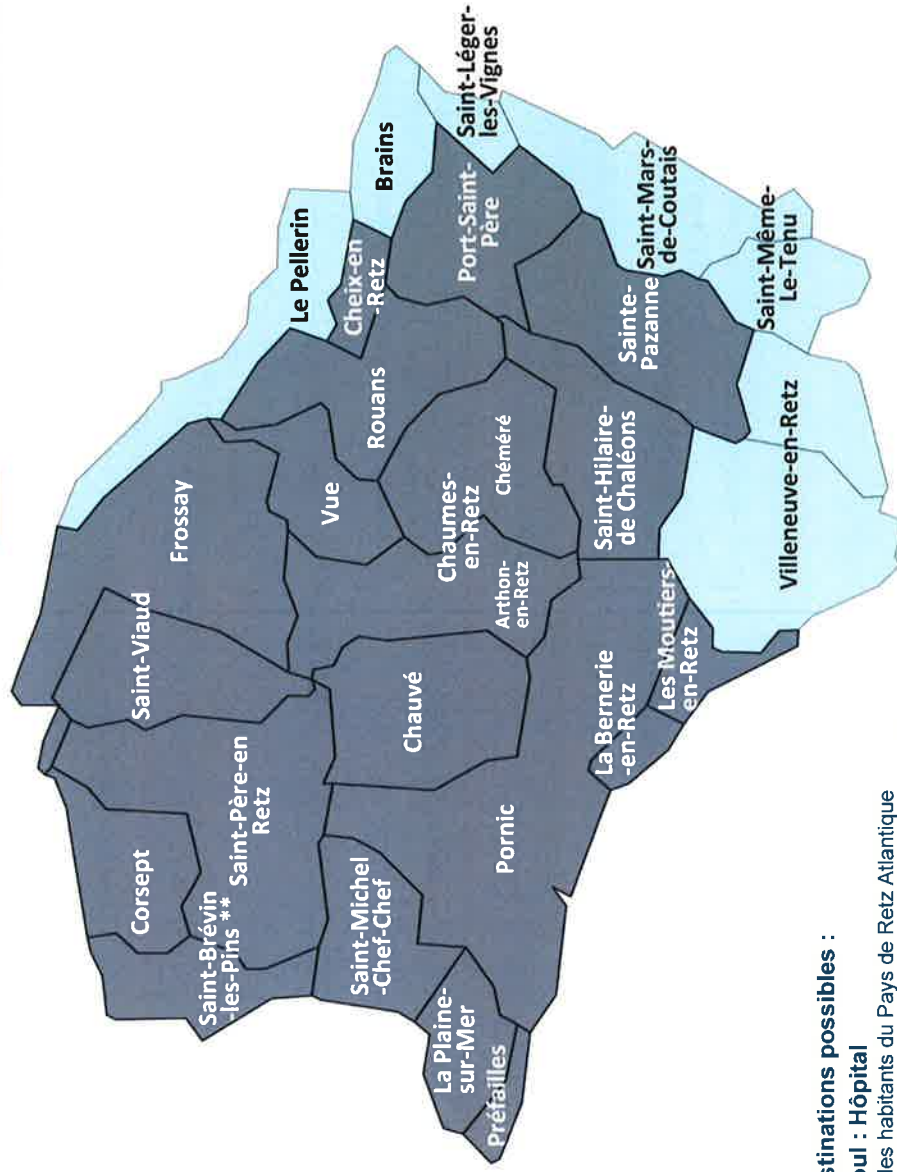 Saint-Brévin
-les-Pins **
Corsept
Saint-Père-en
Retz
Saint-Viaud
Frossay
Le Pellerin
Brains
Saint-Léger-
les-Vignes
Cheix-en
-Retz
Port-Saint-
Père
Rouans
Vue
Chaumes-
en-Retz
Chéméré
Arthon-
en-Retz
Chauvé
Saint-Michel
-Chef-Chef
La Plaine-
sur-Mer
Préfailles
Pornic
La Bernerie
-en-Retz
Les Moutiers-
en-Retz
Saint-Hilaire-
de Chaléons
Sainte-
Pazanne
Saint-Mars-
de-Coutais
Saint-Même-
Le-Tenu
Villeneuve-en-Retz
stinations possibles :
oul : Hôpital
les habitants du Pays de Retz Atlantique